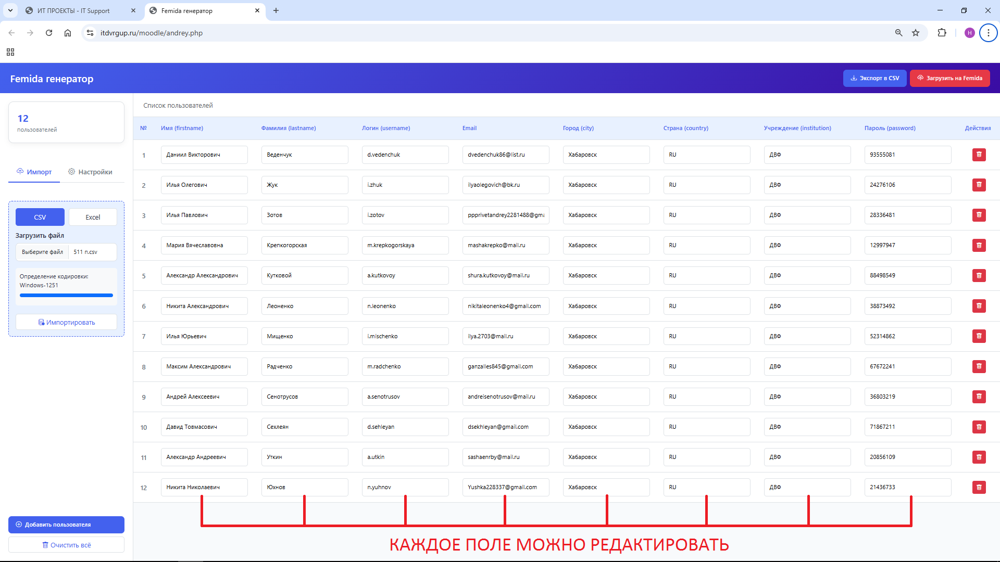 ИТ ПРОЕКТЫ - IT Support
Femida генератор
itdvrgup.ru/moodle/andrey.php
H
Femida генератор
Экспорт в CSV
Загрузить на Femida
12
пользователей
Импорт
Настройки
CSV
Excel
Загрузить файл
Выберите файл 511 п.csv
Определение кодировки:
Windows-1251
Импортировать
Добавить пользователя
Очистить всё
Список пользователей
№ Имя (firstname) Фамилия (lastname) Логин (username) Email Город (city) Страна (country) Учреждение (institution) Пароль (password) Действия
1 Даниил Викторович Веденчук d.vedenchuk dvedenchuk86@list.ru Хабаровск RU ДВФ 93555081
2 Илья Олегович Жук i.zhuk ilyaolegovich@bk.ru Хабаровск RU ДВФ 24276106
3 Илья Павлович Зотов i.zotov ppprivetandrey2281488@gma Хабаровск RU ДВФ 28336481
4 Мария Вячеславовна Крепкогорская m.krepkogorskaya mashakrepko@mail.ru Хабаровск RU ДВФ 12997947
5 Александр Александрович Кутковой a.kutkovoy shura.kutkovoy@mail.ru Хабаровск RU ДВФ 88498549
6 Никита Александрович Леоненко n.leonenko nikitaleonenko4@gmail.com Хабаровск RU ДВФ 38873492
7 Илья Юрьевич Мищенко i.mischenko ilya.2703@mail.ru Хабаровск RU ДВФ 52314862
8 Максим Александрович Радченко m.radchenko ganzalles845@gmail.com Хабаровск RU ДВФ 67672241
9 Андрей Алексеевич Сенотрусов a.senotrusov andreisenotrusov@mail.ru Хабаровск RU ДВФ 36803219
10 Давид Товмасович Сехлеян d.sehleyan dsekhleyan@gmail.com Хабаровск RU ДВФ 71867211
11 Александр Андреевич Уткин a.utkin sashaenrby@mail.ru Хабаровск RU ДВФ 20856109
12 Никита Николаевич Юхнов n.yuhnov Yushka228337@gmail.com Хабаровск RU ДВФ 21436733
КАЖДОЕ ПОЛЕ МОЖНО РЕДАКТИРОВАТЬ